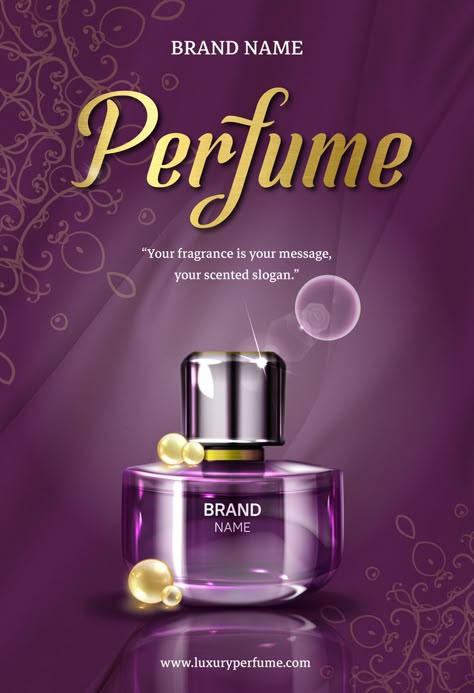 BRAND NAME
Perfume
“Your fragrance is your message,
your scented slogan.”
BRAND
NAME
www.luxuryperfume.com